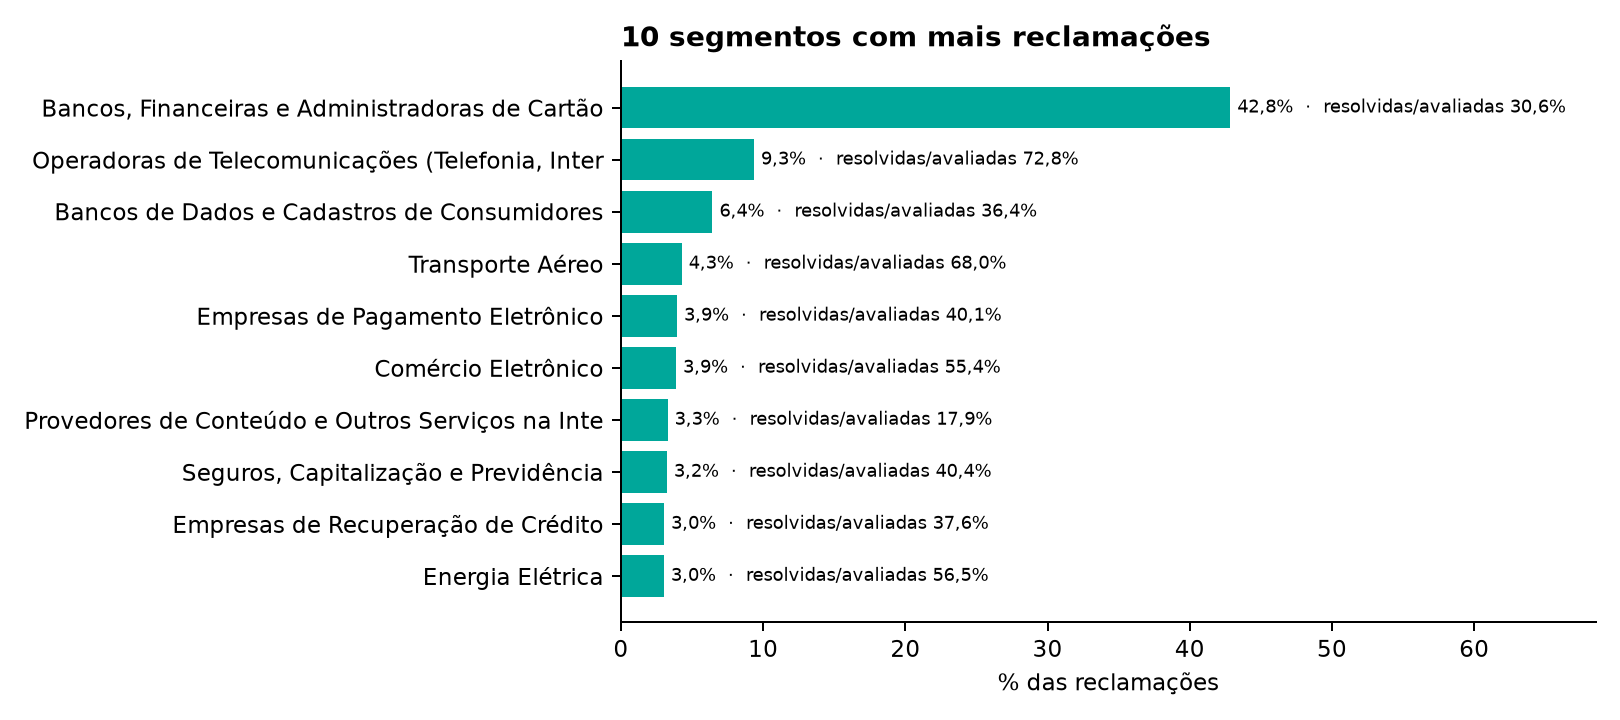 10 segmentos com mais reclamações
Bancos, Financeiras e Administradoras de Cartão 42,8% · resolvidas/avaliadas 30,6%
Operadoras de Telecomunicações (Telefonia, Inter 9,3% · resolvidas/avaliadas 72,8%
Bancos de Dados e Cadastros de Consumidores 6,4% · resolvidas/avaliadas 36,4%
Transporte Aéreo 4,3% · resolvidas/avaliadas 68,0%
Empresas de Pagamento Eletrônico 3,9% · resolvidas/avaliadas 40,1%
Comércio Eletrônico 3,9% · resolvidas/avaliadas 55,4%
Provedores de Conteúdo e Outros Serviços na Inte 3,3% · resolvidas/avaliadas 17,9%
Seguros, Capitalização e Previdência 3,2% · resolvidas/avaliadas 40,4%
Empresas de Recuperação de Crédito 3,0% · resolvidas/avaliadas 37,6%
Energia Elétrica 3,0% · resolvidas/avaliadas 56,5%
0 10 20 30 40 50 60
% das reclamações